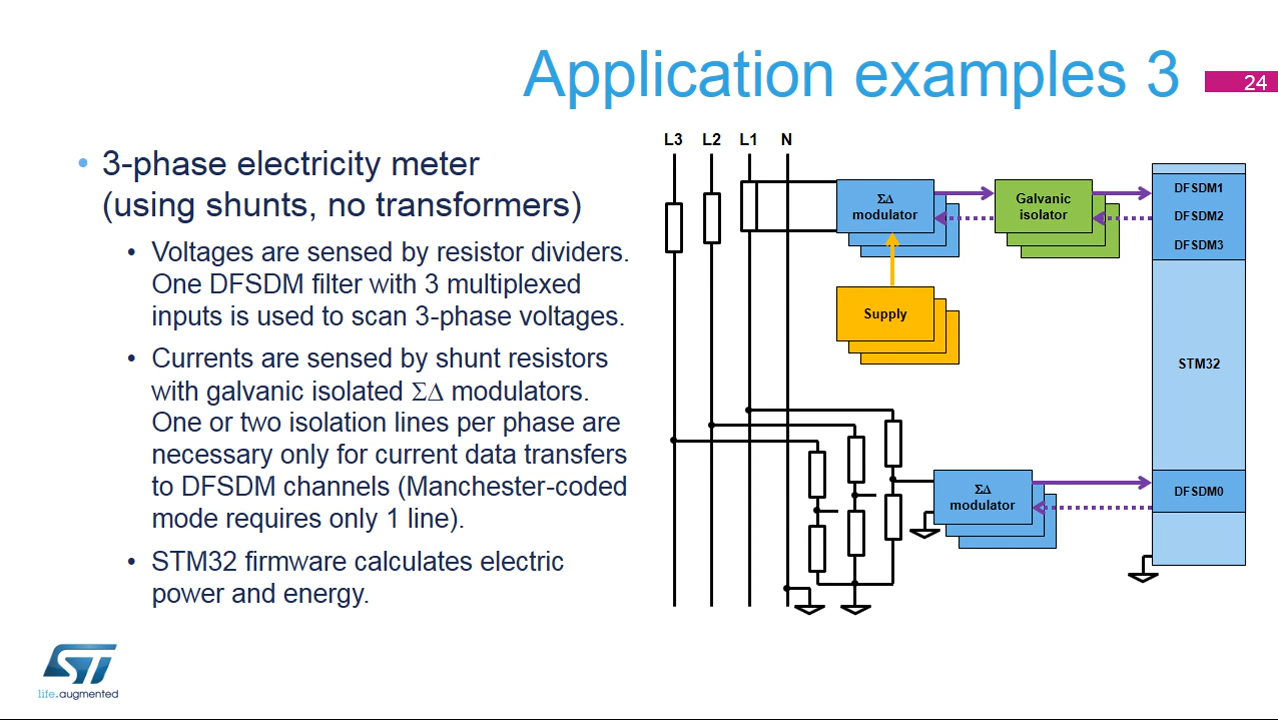 Application examples 3
24
• 3-phase electricity meter
(using shunts, no transformers)
• Voltages are sensed by resistor dividers.
One DFSDM filter with 3 multiplexed
inputs is used to scan 3-phase voltages.
• Currents are sensed by shunt resistors
with galvanic isolated ΣΔ modulators.
One or two isolation lines per phase are
necessary only for current data transfers
to DFSDM channels (Manchester-coded
mode requires only 1 line).
• STM32 firmware calculates electric
power and energy.
L3 L2 L1 N
ΣΔ
modulator
Galvanic
isolator
DFSDM1
DFSDM2
DFSDM3
Supply
STM32
ΣΔ
modulator
DFSDM0
ST
life.augmented